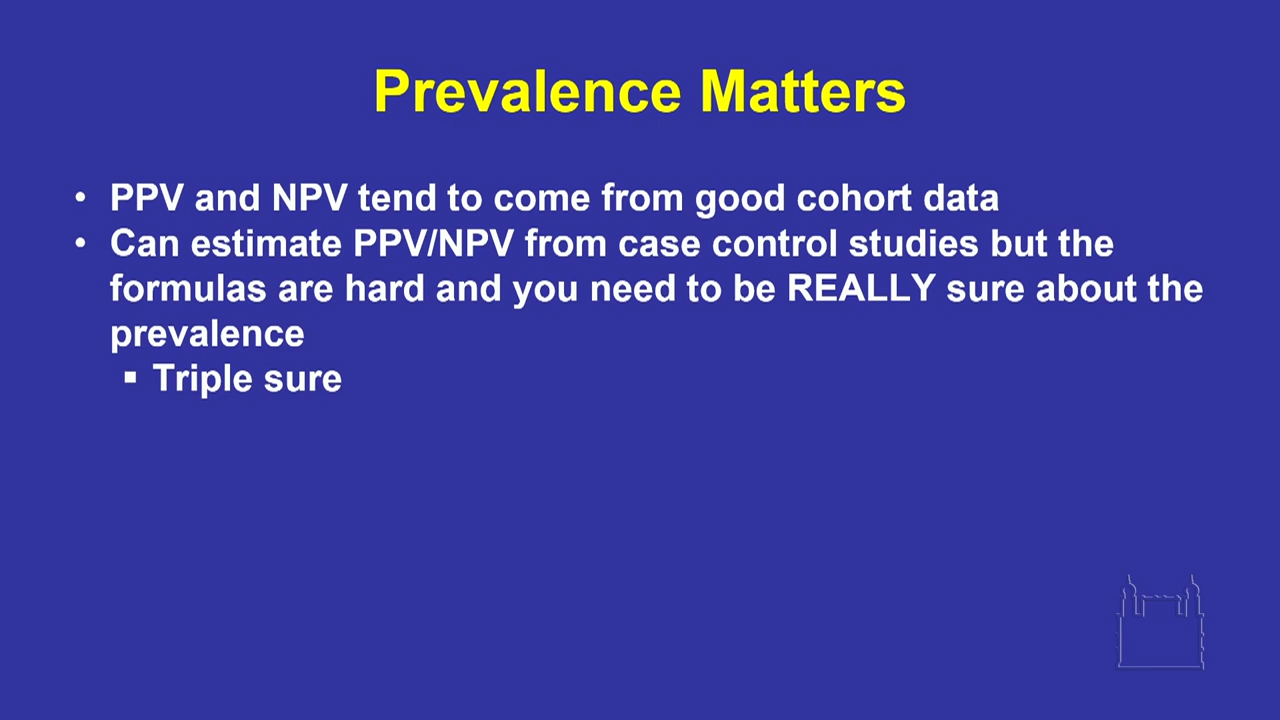 Prevalence Matters
• PPV and NPV tend to come from good cohort data
• Can estimate PPV/NPV from case control studies but the
formulas are hard and you need to be REALLY sure about the
prevalence
▪ Triple sure